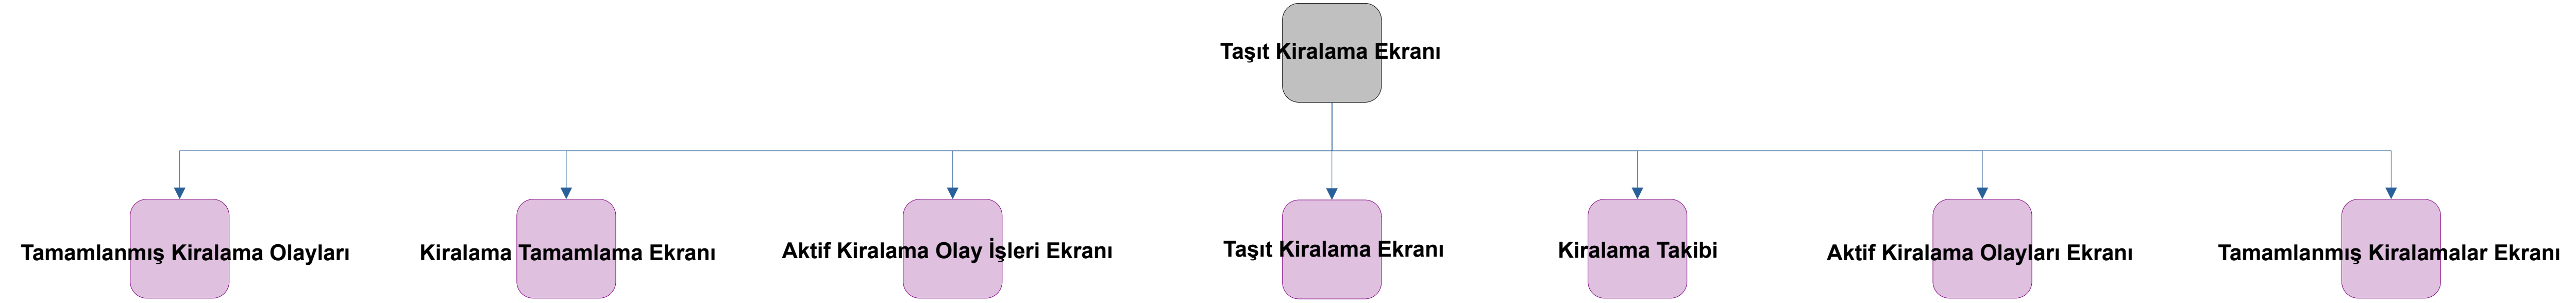 Taşıt Kiralama Ekranı
Tamamlanmış Kiralama Olayları
Kiralama Tamamlama Ekranı
Aktif Kiralama Olay İşleri Ekranı
Taşıt Kiralama Ekranı
Kiralama Takibi
Aktif Kiralama Olayları Ekranı
Tamamlanmış Kiralamalar Ekranı